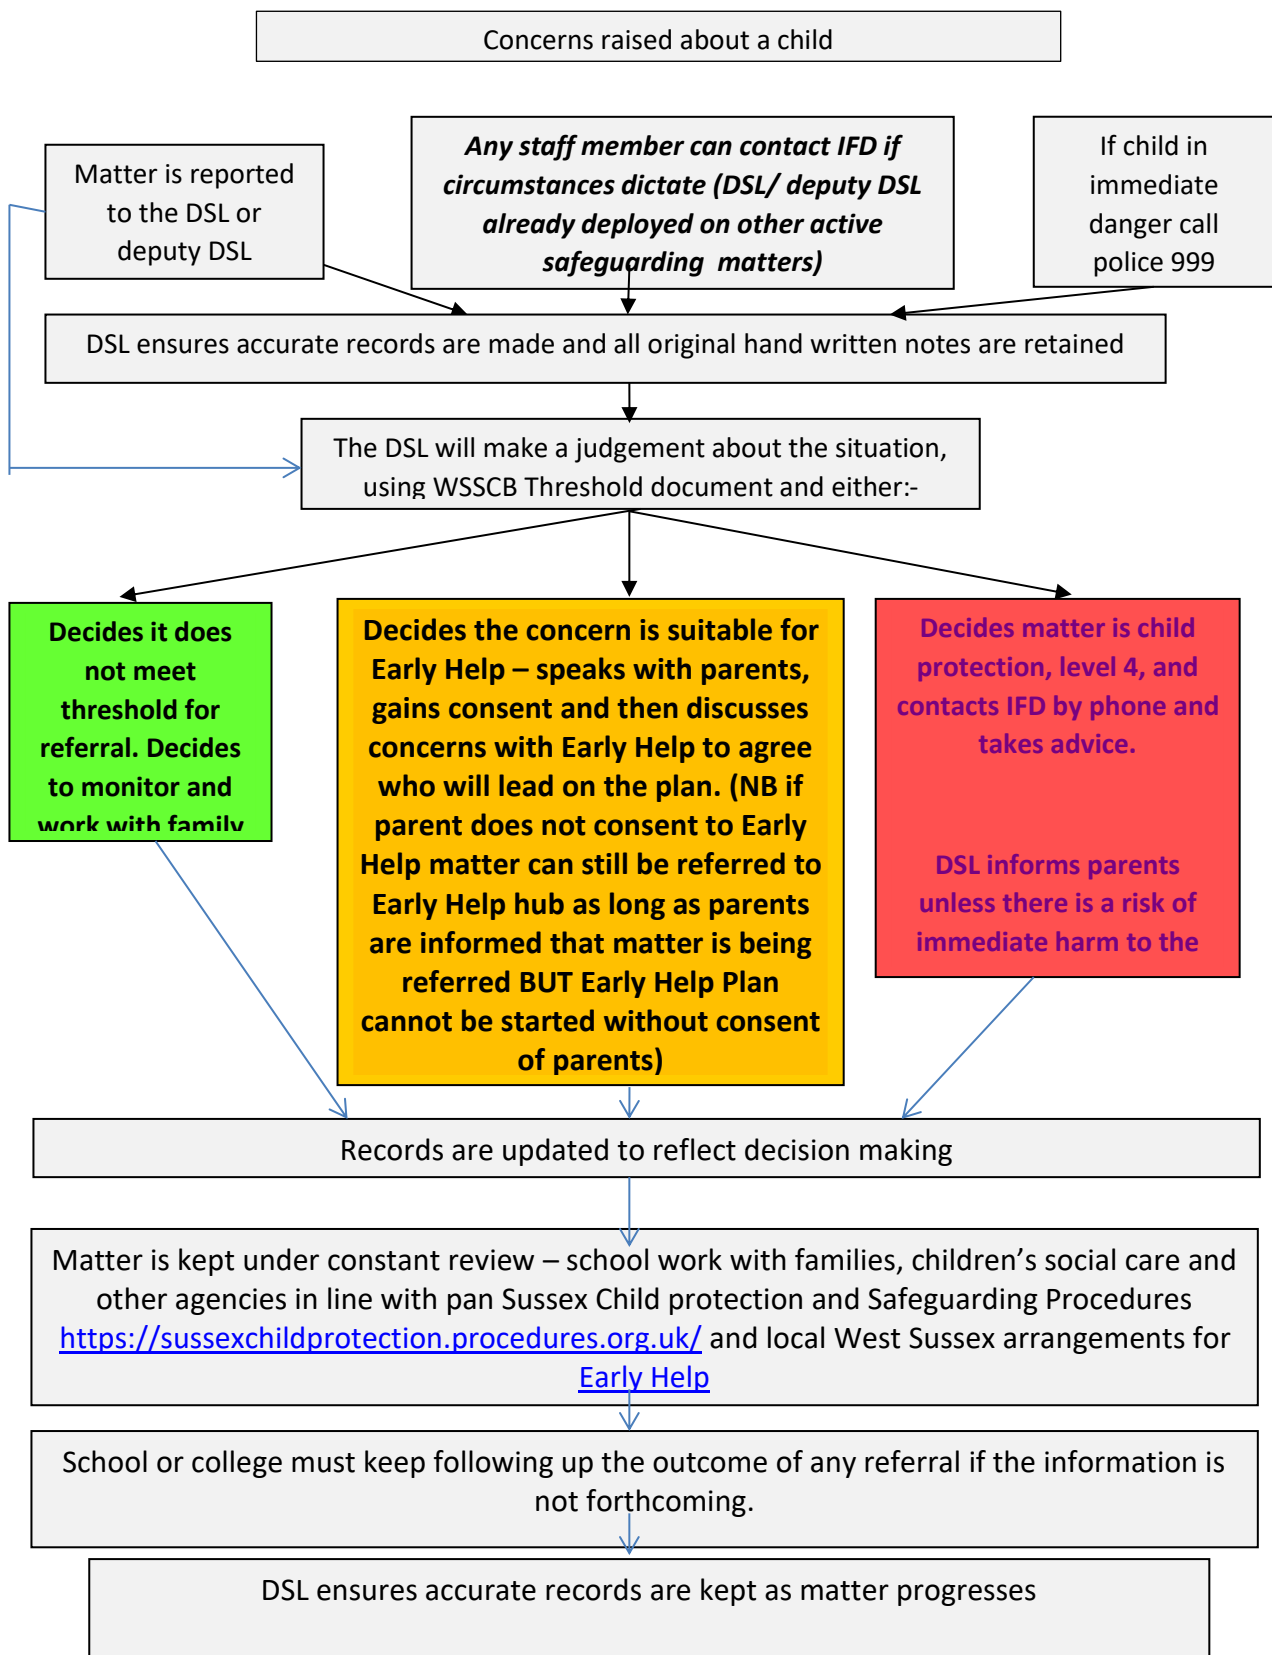 Concerns raised about a child
Matter is reported
to the DSL or
deputy DSL
Any staff member can contact IFD if
circumstances dictate (DSL/ deputy DSL
already deployed on other active
safeguarding  matters)
If child in
immediate
danger call
police 999
DSL ensures accurate records are made and all original hand written notes are retained
The DSL will make a judgement about the situation,
using WSSCB Threshold document and either:-
Decides it does
not meet
threshold for
referral. Decides
to monitor and
work with family
Decides the concern is suitable for
Early Help – speaks with parents,
gains consent and then discusses
concerns with Early Help to agree
who will lead on the plan. (NB if
parent does not consent to Early
Help matter can still be referred to
Early Help hub as long as parents
are informed that matter is being
referred BUT Early Help Plan
cannot be started without consent
of parents)
Decides matter is child
protection, level 4, and
contacts IFD by phone and
takes advice.
DSL informs parents
unless there is a risk of
immediate harm to the
Records are updated to reflect decision making
Matter is kept under constant review – school work with families, children’s social care and
other agencies in line with pan Sussex Child protection and Safeguarding Procedures
https://sussexchildprotection.procedures.org.uk/ and local West Sussex arrangements for
Early Help
School or college must keep following up the outcome of any referral if the information is
not forthcoming.
DSL ensures accurate records are kept as matter progresses